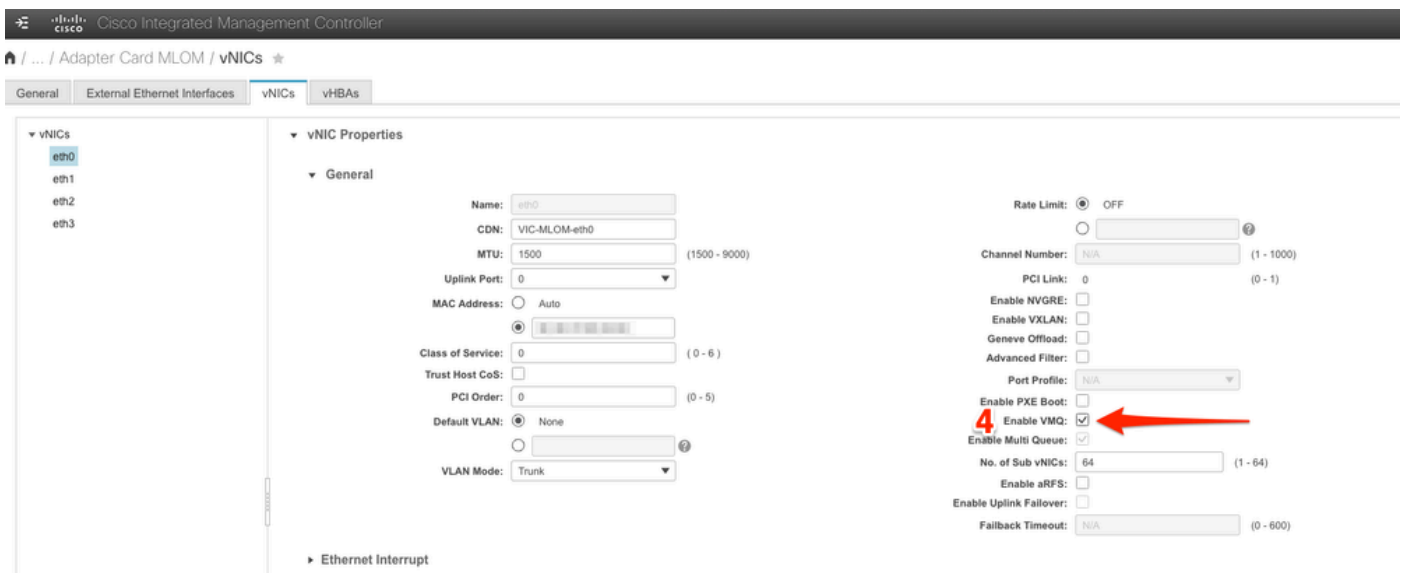 CISCO Cisco Integrated Management Controller
/ ... / Adapter Card MLOM / vNICs
General External Ethernet Interfaces vNICs vHBAs
vNICs
eth0
eth1
eth2
eth3
vNIC Properties
General
Name: eth0
CDN: VIC-MLOM-eth0
MTU: 1500 (1500 - 9000)
Uplink Port: 0
MAC Address: Auto
Class of Service: 0 ( 0 - 6 )
Trust Host CoS:
PCI Order: 0 (0 - 5)
Default VLAN: None
VLAN Mode: Trunk
Rate Limit: OFF
Channel Number: N/A (1 - 1000)
PCI Link: 0 (0 - 1)
Enable NVGRE:
Enable VXLAN:
Geneve Offload:
Advanced Filter:
Port Profile: N/A
Enable PXE Boot:
4 Enable VMQ:
Enable Multi Queue:
No. of Sub vNICs: 64 (1 - 64)
Enable aRFS:
Enable Uplink Failover:
Failback Timeout: N/A (0 - 600)
Ethernet Interrupt